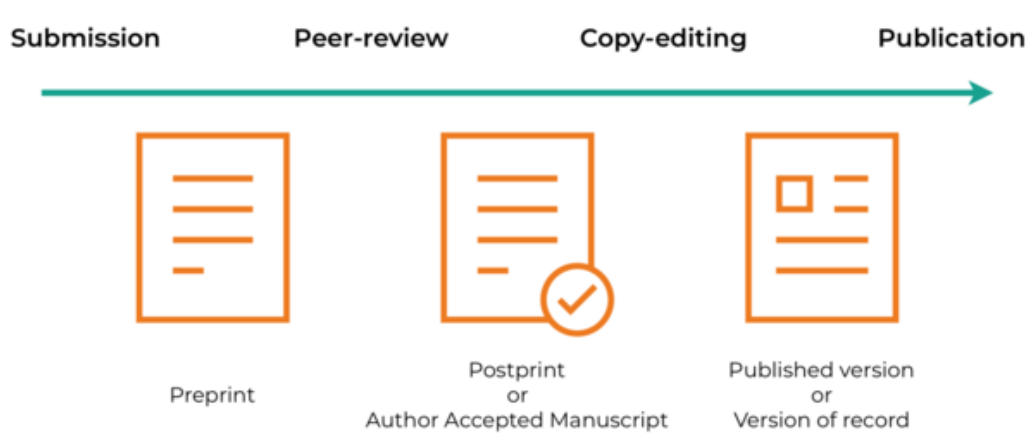 Submission Peer-review Copy-editing Publication
Preprint
Postprint
or
Author Accepted Manuscript
Published version
or
Version of record